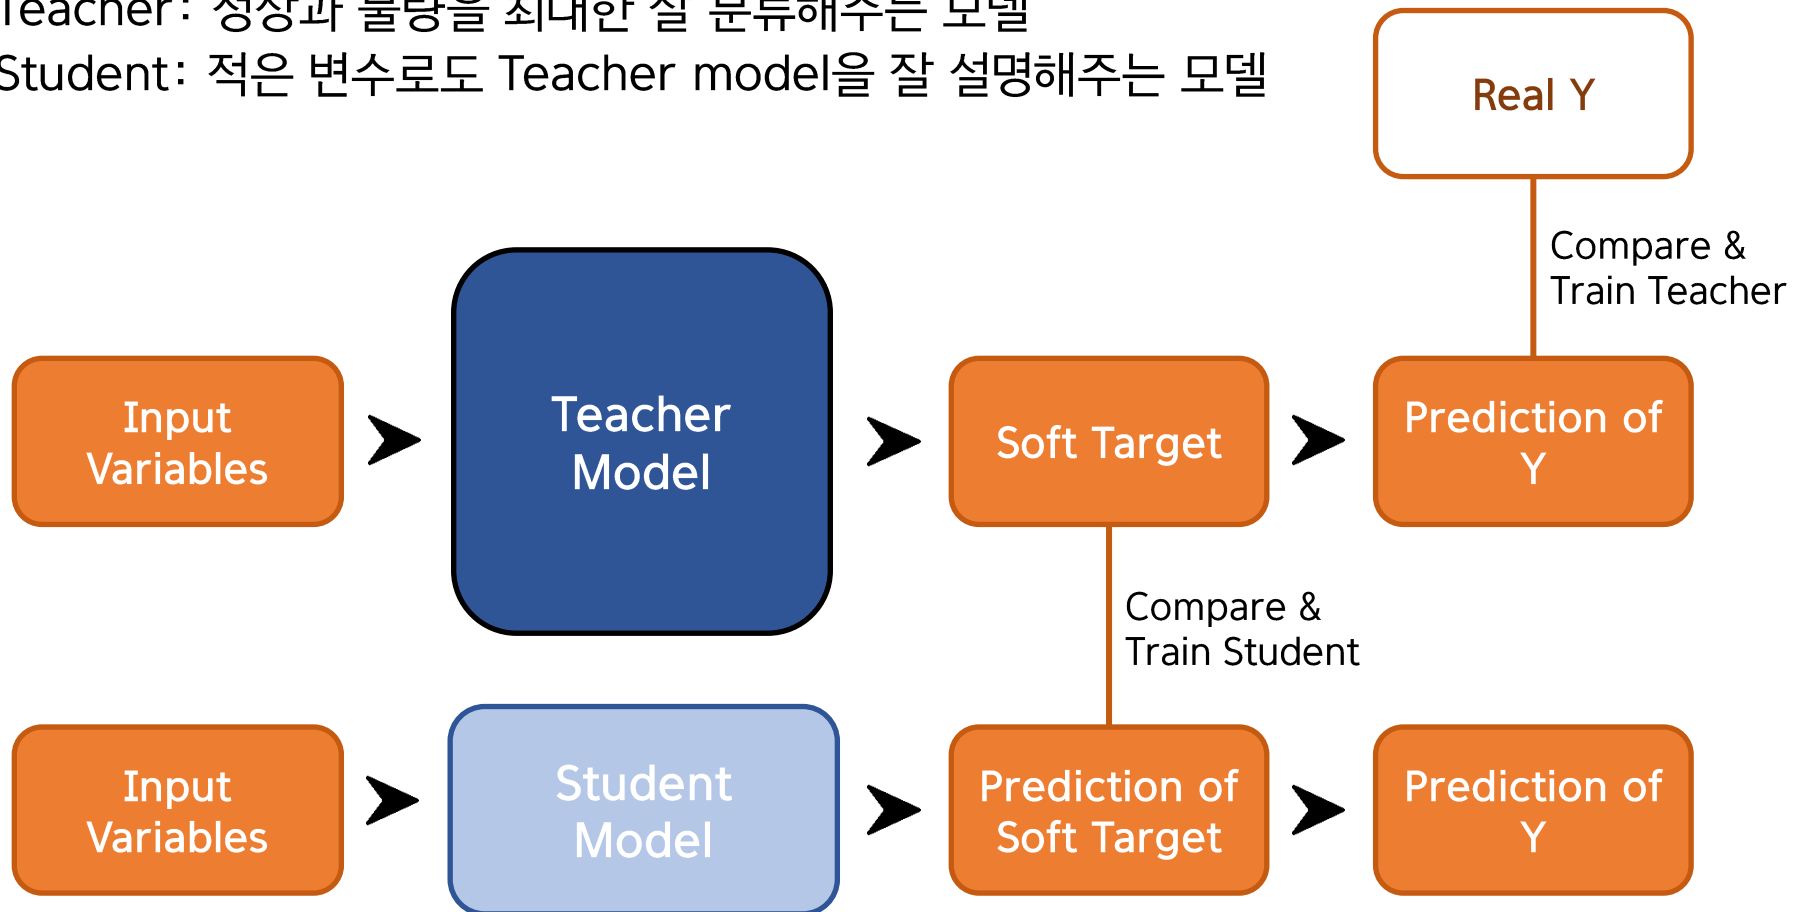 Teacher: 정상과 불량을 최대한 잘 분류해주는 모델
Student: 적은 변수로도 Teacher model을 잘 설명해주는 모델
Real Y
Compare &
Train Teacher
Input
Variables
Teacher
Model
Soft Target
Prediction of
Y
Compare &
Train Student
Input
Variables
Student
Model
Prediction of
Soft Target
Prediction of
Y